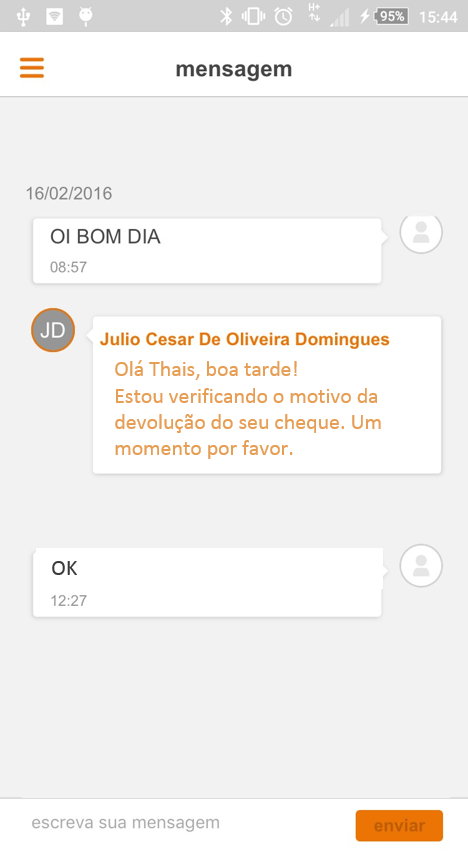 H+
95%
15:44
mensagem
16/02/2016
OI BOM DIA
08:57
JD
Julio Cesar De Oliveira Domingues
Olá Thais, boa tarde!
Estou verificando o motivo da
devolução do seu cheque. Um
momento por favor.
OK
12:27
escreva sua mensagem
enviar